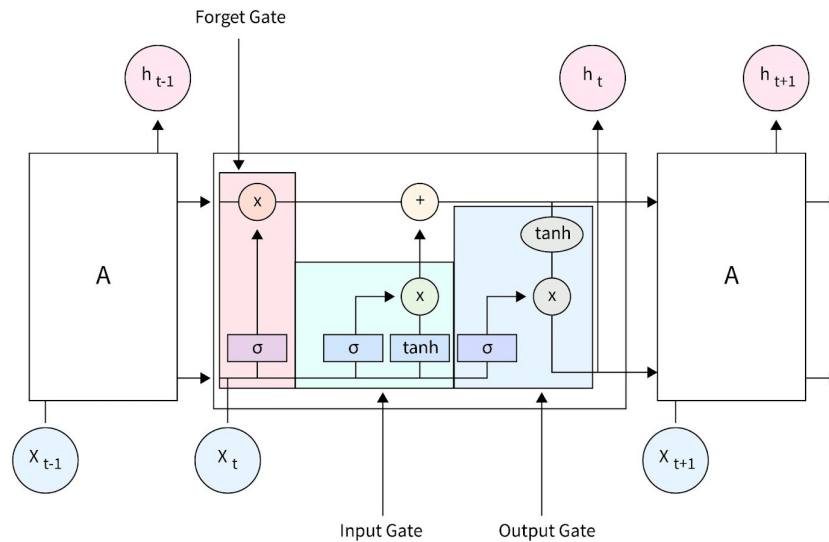 Forget Gate
h t-1
h t
h t+1
x
+
tanh
A
A
x
x
σ
σ
tanh
σ
X t-1
X t
X t+1
Input Gate
Output Gate